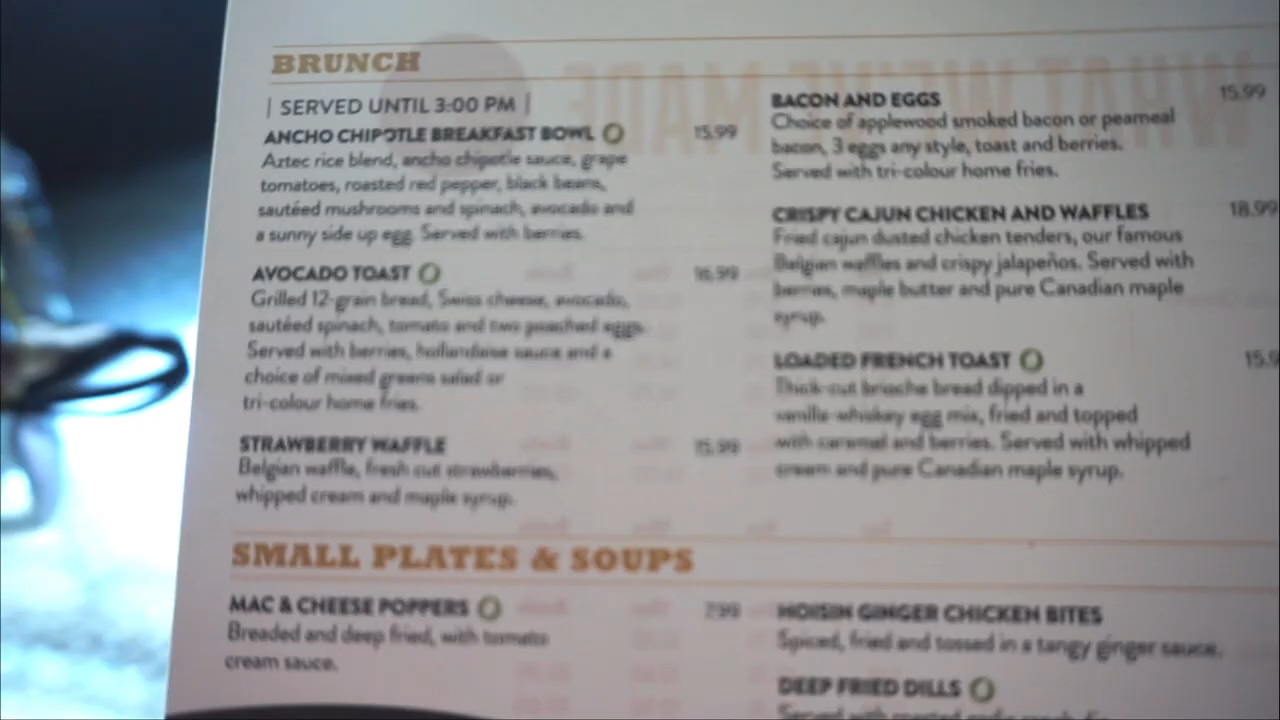 BRUNCH
| SERVED UNTIL 3:00 PM |
ANCHO CHIPOTLE BREAKFAST BOWL 15.99
Aztec rice blend, ancho chipotle sauce, grape
tomatoes, roasted red pepper, black beans,
sautéed mushrooms and spinach, avocado and
a sunny side up egg. Served with berries.
AVOCADO TOAST 16.99
Grilled 12-grain bread, Swiss cheese, avocado,
sautéed spinach, tomato and two poached eggs.
Served with berries, hollandaise sauce and a
choice of mixed greens salad or
tri-colour home fries.
STRAWBERRY WAFFLE 15.99
Belgian waffle, fresh cut strawberries,
whipped cream and maple syrup.
BACON AND EGGS 15.99
Choice of applewood smoked bacon or peameal
bacon, 3 eggs any style, toast and berries.
Served with tri-colour home fries.
CRISPY CAJUN CHICKEN AND WAFFLES 18.99
Fried cajun dusted chicken tenders, our famous
Belgian waffles and crispy jalapeños. Served with
berries, maple butter and pure Canadian maple
syrup.
LOADED FRENCH TOAST 15.9
Thick-cut brioche bread dipped in a
vanilla-whiskey egg mix, fried and topped
with caramel and berries. Served with whipped
cream and pure Canadian maple syrup.
SMALL PLATES & SOUPS
MAC & CHEESE POPPERS 7.99
Breaded and deep fried, with tomato
cream sauce.
HOISIN GINGER CHICKEN BITES
Spiced, fried and tossed in a tangy ginger sauce.
DEEP FRIED DILLS